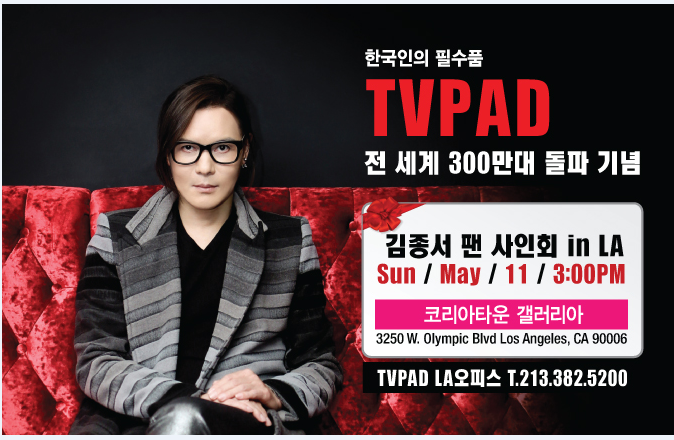 한국인의 필수품
TVPAD
전 세계 300만대 돌파 기념
김종서 팬 사인회 in LA
Sun / May / 11 / 3:00PM
코리아타운 갤러리아
3250 W. Olympic Blvd Los Angeles, CA 90006
TVPAD LA오피스 T.213.382.5200